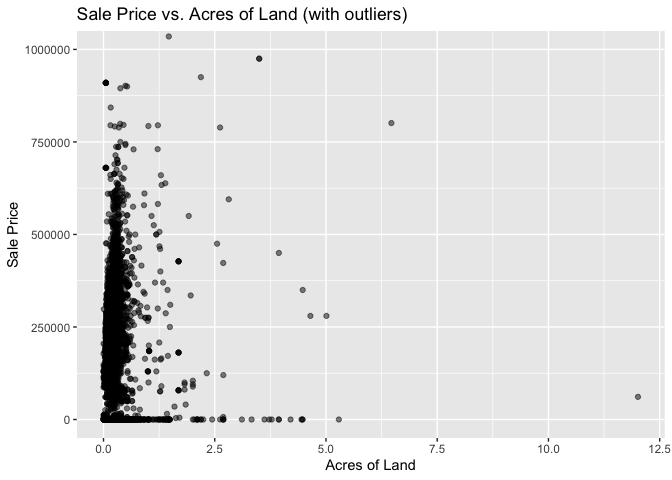 Sale Price vs. Acres of Land (with outliers)
1000000
750000
500000
250000
0
Sale Price
0.0 2.5 5.0 7.5 10.0 12.5
Acres of Land